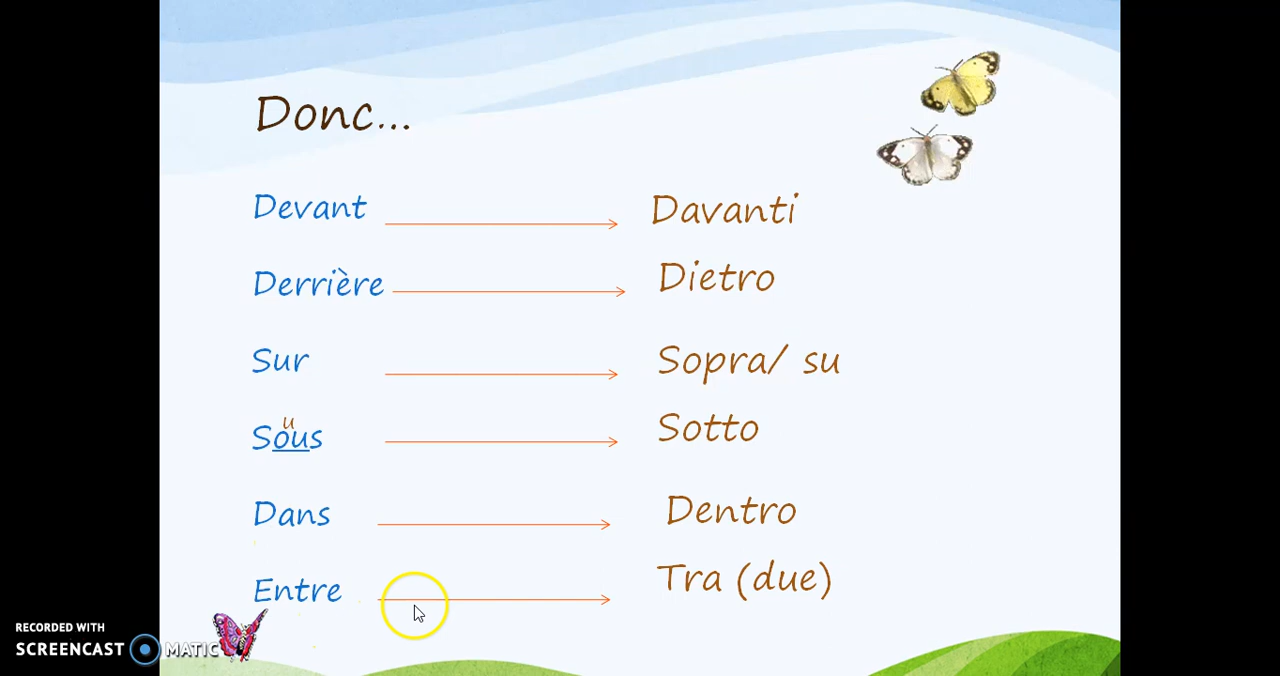 Donc...
Devant Davanti
Derrière Dietro
Sur Sopra/ su
u
Sous Sotto
Dans Dentro
Entre Tra (due)
RECORDED WITH
SCREENCAST MATIC